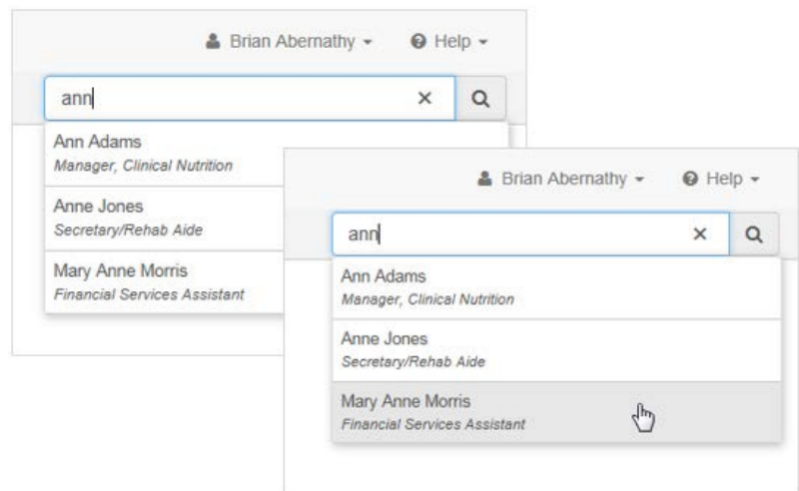 Brian Abernathy Help
ann
Ann Adams
Manager, Clinical Nutrition
Anne Jones
Secretary/Rehab Aide
Mary Anne Morris
Financial Services Assistant
Brian Abernathy Help
ann
Ann Adams
Manager, Clinical Nutrition
Anne Jones
Secretary/Rehab Aide
Mary Anne Morris
Financial Services Assistant